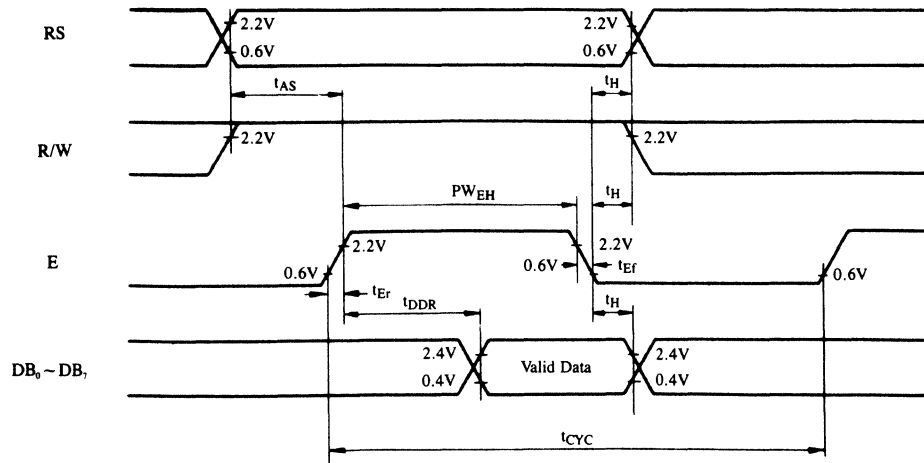 RS
2.2V
0.6V
2.2V
0.6V
tAS
tH
R/W
2.2V
2.2V
PWEH
tH
E
2.2V
0.6V
2.2V
0.6V
tEf
0.6V
tEr
tDDR
tH
DB₀ ~ DB₇
2.4V
0.4V
Valid Data
2.4V
0.4V
tCYC